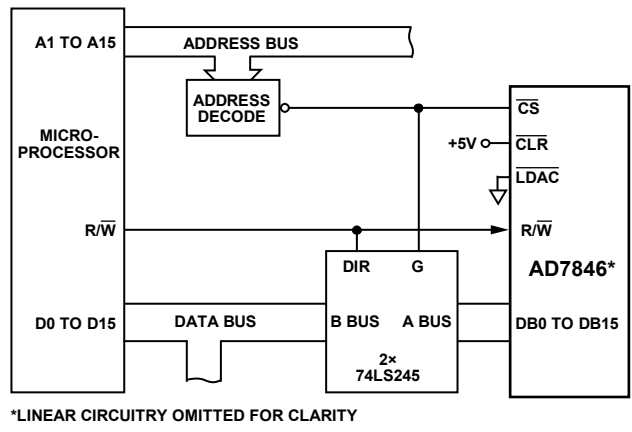 A1 TO A15
ADDRESS BUS
ADDRESS
DECODE
MICRO-
PROCESSOR
CS
+5V
CLR
LDAC
R/W
R/W
DIR
G
AD7846*
D0 TO D15
DATA BUS
B BUS
A BUS
DB0 TO DB15
2×
74LS245
*LINEAR CIRCUITRY OMITTED FOR CLARITY